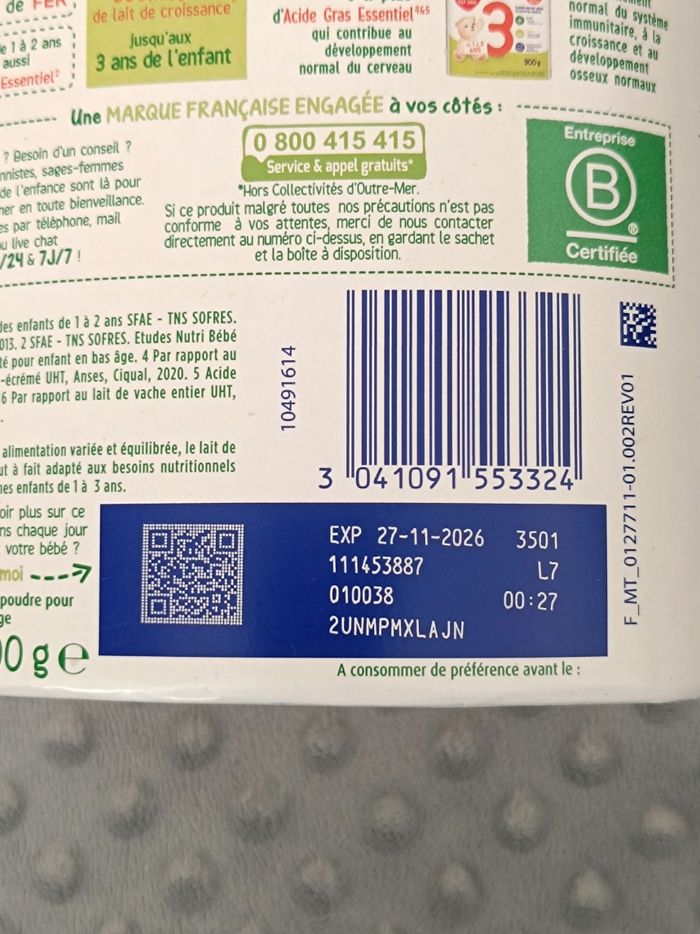 de FER
de lait de croissance
Jusqu'aux
3 ans de l'enfant
e 1 à 2 ans
aussi
Essentiel²
d'Acide Gras Essentiel
qui contribue au
développement
normal du cerveau
3
900g
normal du système
immunitaire, à la
croissance et au
développement
osseux normaux
Une MARQUE FRANÇAISE ENGAGÉE à vos côtés :
? Besoin d'un conseil ?
nnistes, sages-femmes
de l'enfance sont là pour
ner en toute bienveillance.
es par téléphone, mail
u live chat
/24 & 7J/7 !
0 800 415 415
Service & appel gratuits*
*Hors Collectivités d'Outre-Mer.
Si ce produit malgré toutes nos précautions n'est pas
conforme à vos attentes, merci de nous contacter
directement au numéro ci-dessus, en gardant le sachet
et la boîte à disposition.
Entreprise
B
®
Certifiée
des enfants de 1 à 2 ans SFAE - TNS SOFRES.
013. 2 SFAE - TNS SOFRES. Etudes Nutri Bébé
té pour enfant en bas âge. 4 Par rapport au
-écrémé UHT, Anses, Ciqual, 2020. 5 Acide
6 Par rapport au lait de vache entier UHT,
alimentation variée et équilibrée, le lait de
ut à fait adapté aux besoins nutritionnels
nes enfants de 1 à 3 ans.
oir plus sur ce
ns chaque jour
votre bébé ?
moi
poudre pour
ge
00 g e
10491614
3 041091 553324
F_MT_0127711-01.002REV01
EXP 27-11-2026 3501
111453887 L7
010038 00:27
2UNMPMXLAJN
A consommer de préférence avant le :